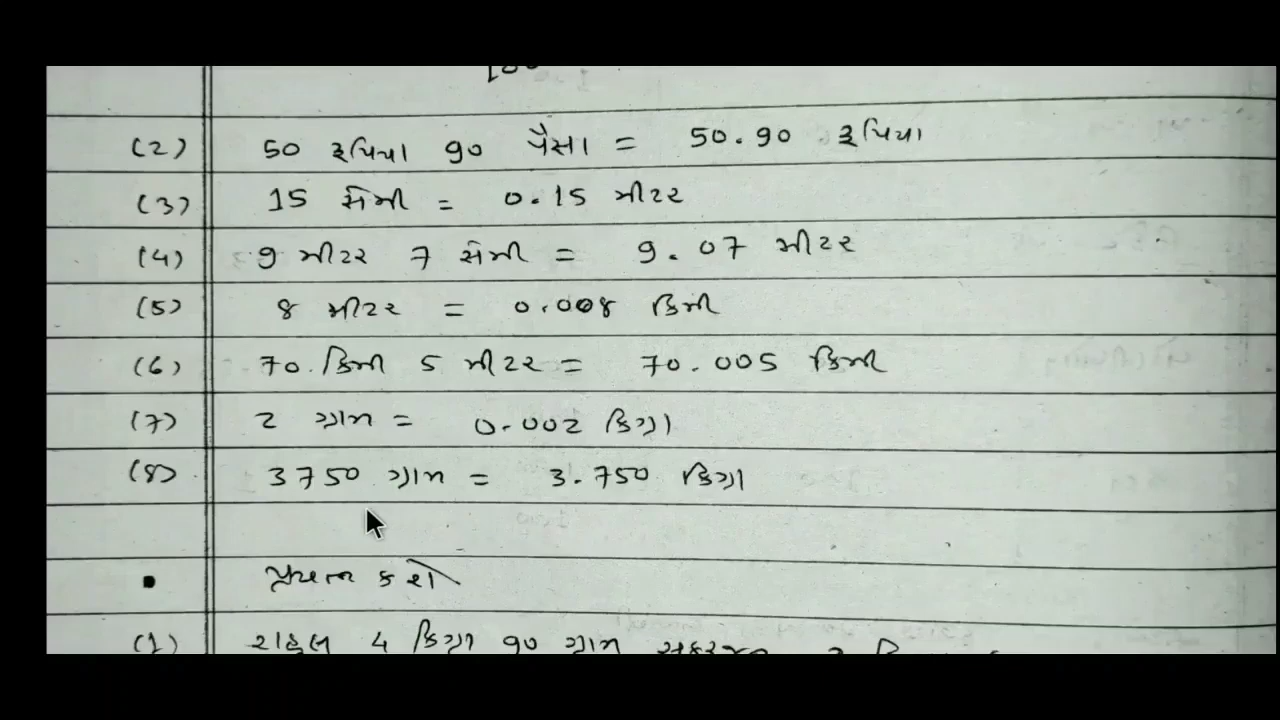 100
(2) 50 રૂપિયા 90 પૈસા = 50.90 રૂપિયા
(3) 15 સેમી = 0.15 મીટર
(4) 9 મીટર 7 સેમી = 9.07 મીટર
(5) 8 મીટર = 0.008 કિમી
(6) 70 કિમી 5 મીટર = 70.005 કિમી
(7) 2 ગ્રામ = 0.002 કિગ્રા
(8) 3750 ગ્રામ = 3.750 કિગ્રા
• પ્રયત્ન કરો
(1) રાહુલ 4 કિગ્રા 90 ગ્રામ સફરજન